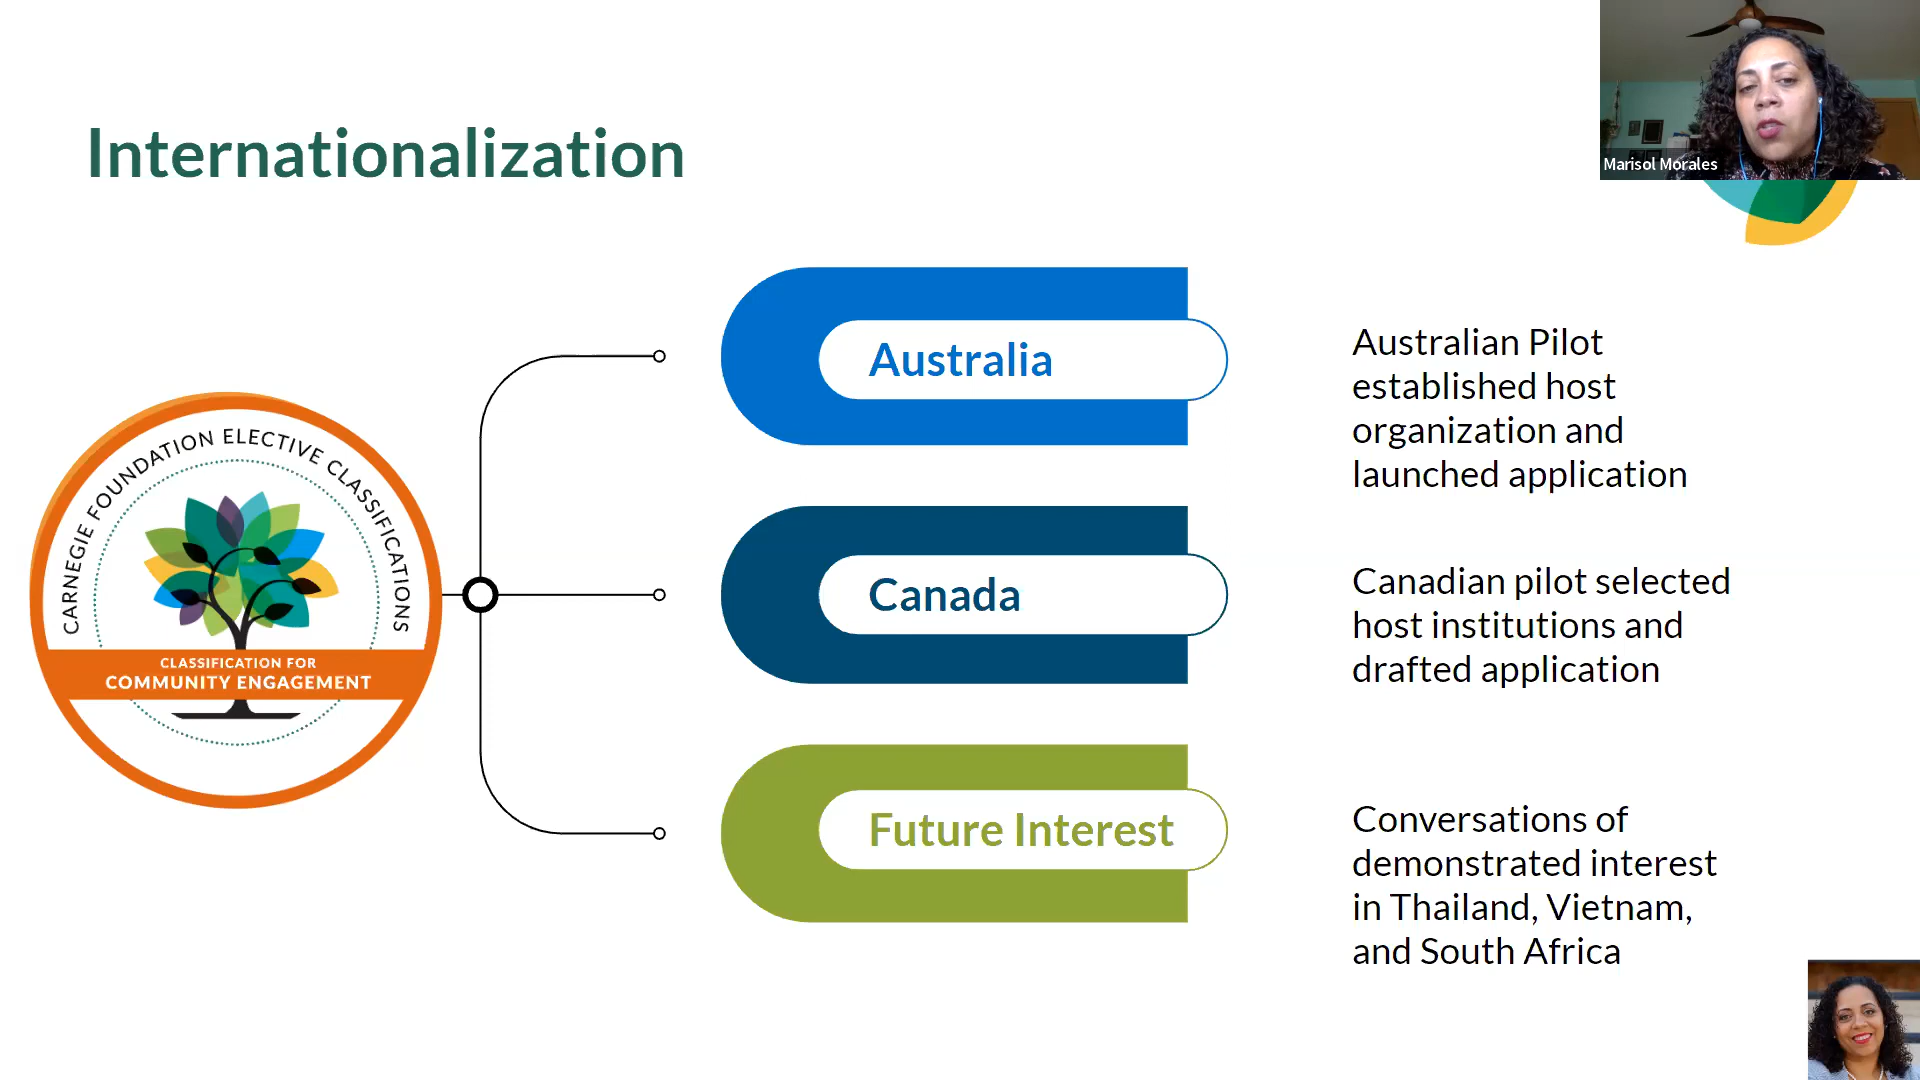 Internationalization
Marisol Morales
CARNEGIE FOUNDATION ELECTIVE CLASSIFICATIONS
CLASSIFICATION FOR
COMMUNITY ENGAGEMENT
Australia
Australian Pilot
established host
organization and
launched application
Canada
Canadian pilot selected
host institutions and
drafted application
Future Interest
Conversations of
demonstrated interest
in Thailand, Vietnam,
and South Africa